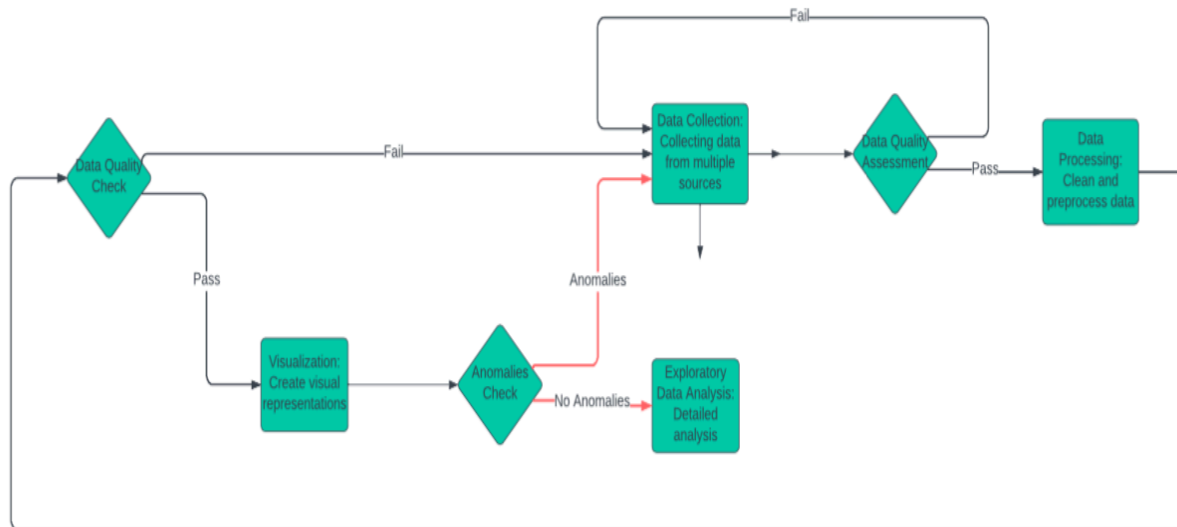 Fail
Data Collection:
Collecting data
from multiple
sources
Data Quality
Check
Fail
Data Quality
Assessment
Pass
Data
Processing:
Clean and
preprocess data
Pass
Anomalies
Visualization:
Create visual
representations
Anomalies
Check
No Anomalies
Exploratory
Data Analysis:
Detailed
analysis